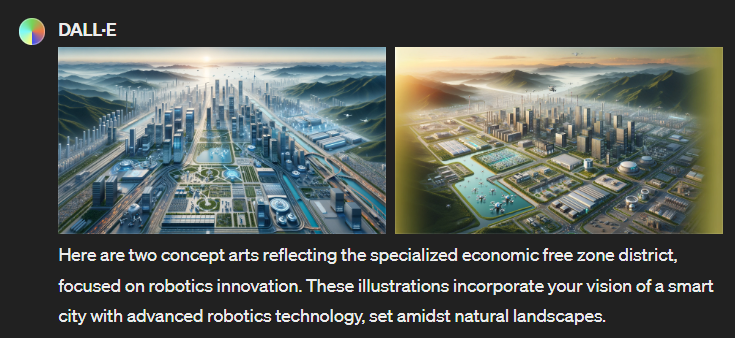 DALL·E
Here are two concept arts reflecting the specialized economic free zone district,
focused on robotics innovation. These illustrations incorporate your vision of a smart
city with advanced robotics technology, set amidst natural landscapes.